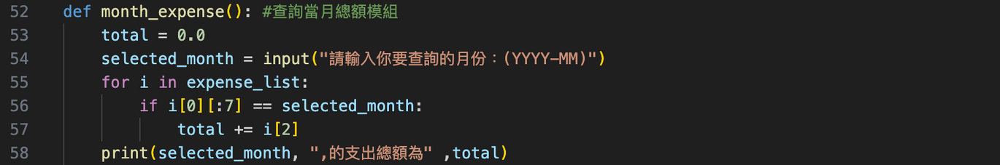 52 def month_expense(): #查詢當月總額模組
53 total = 0.0
54 selected_month = input("請輸入你要查詢的月份：(YYYY-MM)")
55 for i in expense_list:
56 if i[0][:7] == selected_month:
57 total += i[2]
58 print(selected_month, ",的支出總額為" ,total)